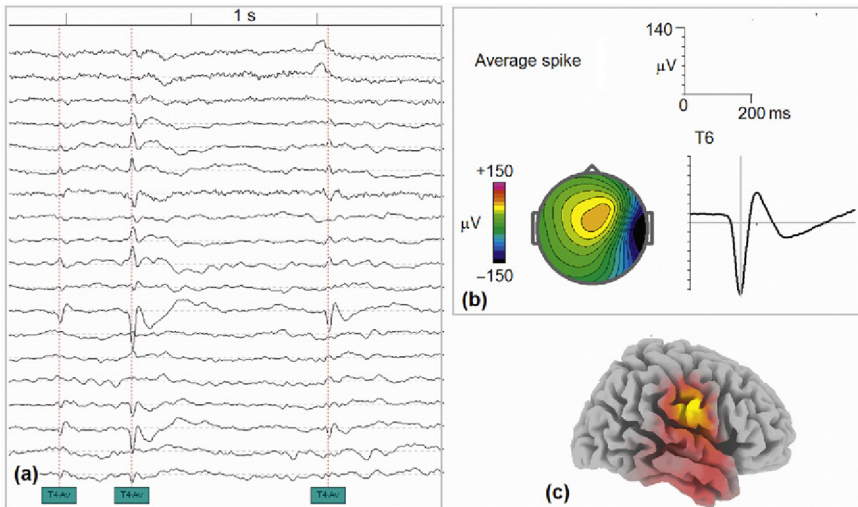 1 s
(a)
T4-Av
T4-Av
T4-Av
Average spike
140
μV
0
200 ms
T6
+150
μV
−150
(b)
(c)